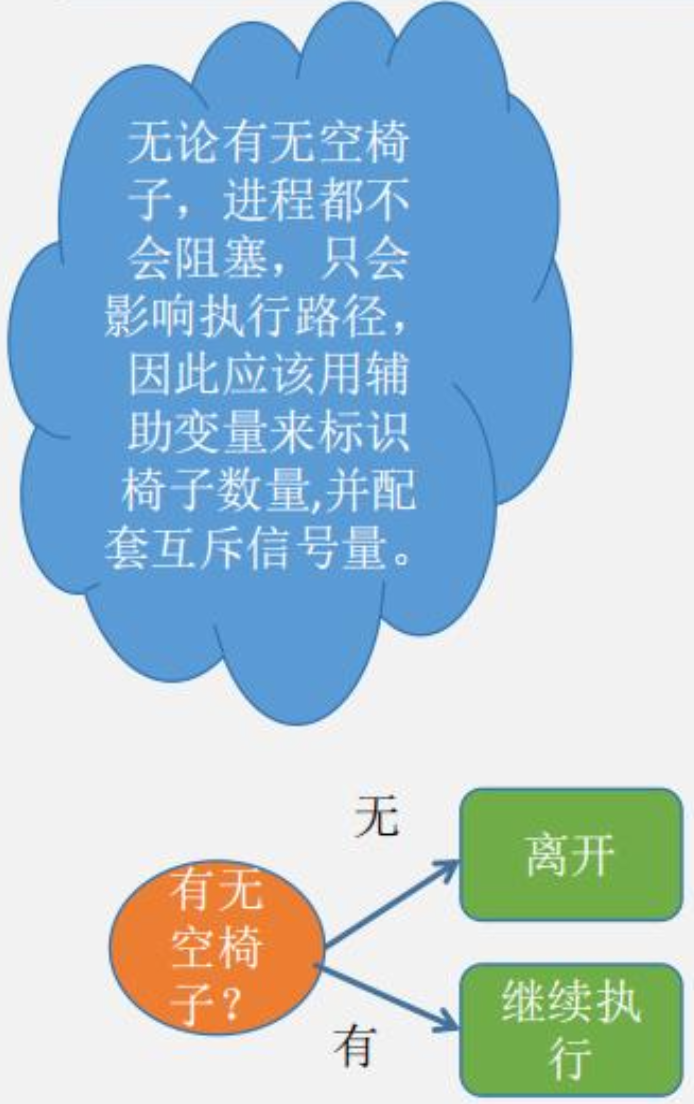 无论有无空椅
子，进程都不
会阻塞，只会
影响执行路径，
因此应该用辅
助变量来标识
椅子数量,并配
套互斥信号量。
无
离开
有无
空椅
子？
有
继续执
行